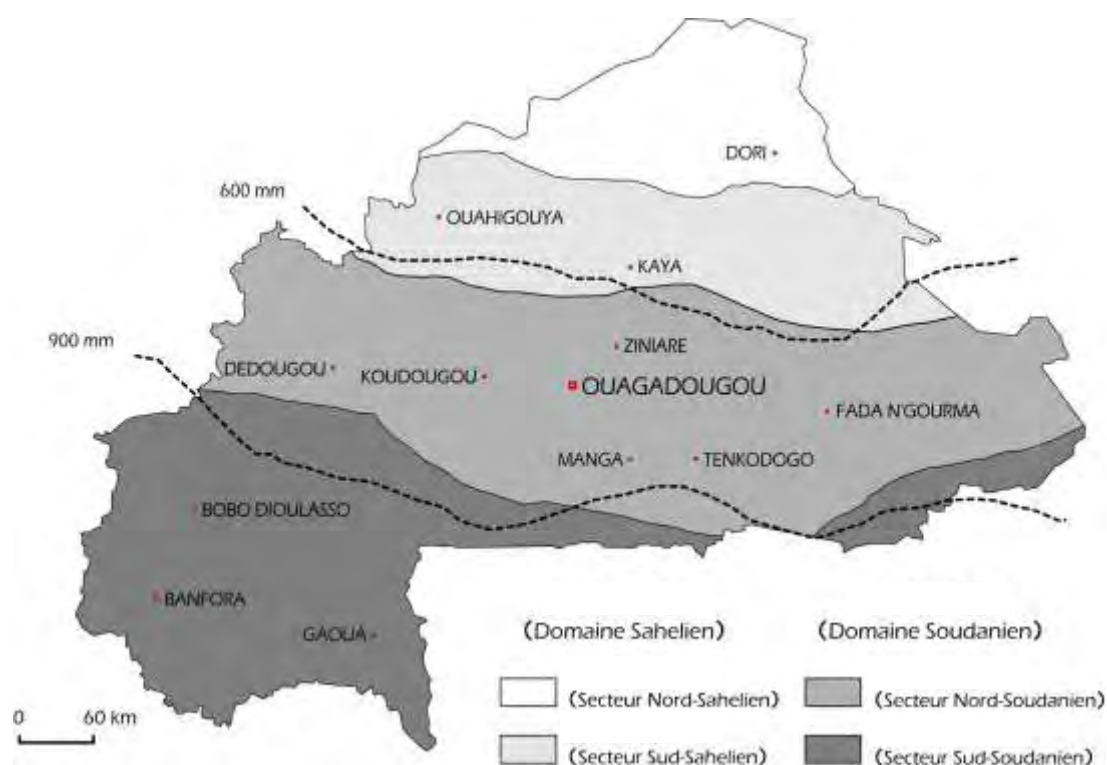 DORI
600 mm
OUAHIGOUYA
KAYA
900 mm
ZINIARE
DEDOUGOU
KOUDOUGOU
OUAGADOUGOU
FADA N'GOURMA
MANGA
TENKODOGO
BOBO DIOULASSO
BANFORA
GAOUA
(Domaine Sahelien)
(Domaine Soudanien)
(Secteur Nord-Sahelien)
(Secteur Nord-Soudanien)
0 60 km
(Secteur Sud-Sahelien)
(Secteur Sud-Soudanien)